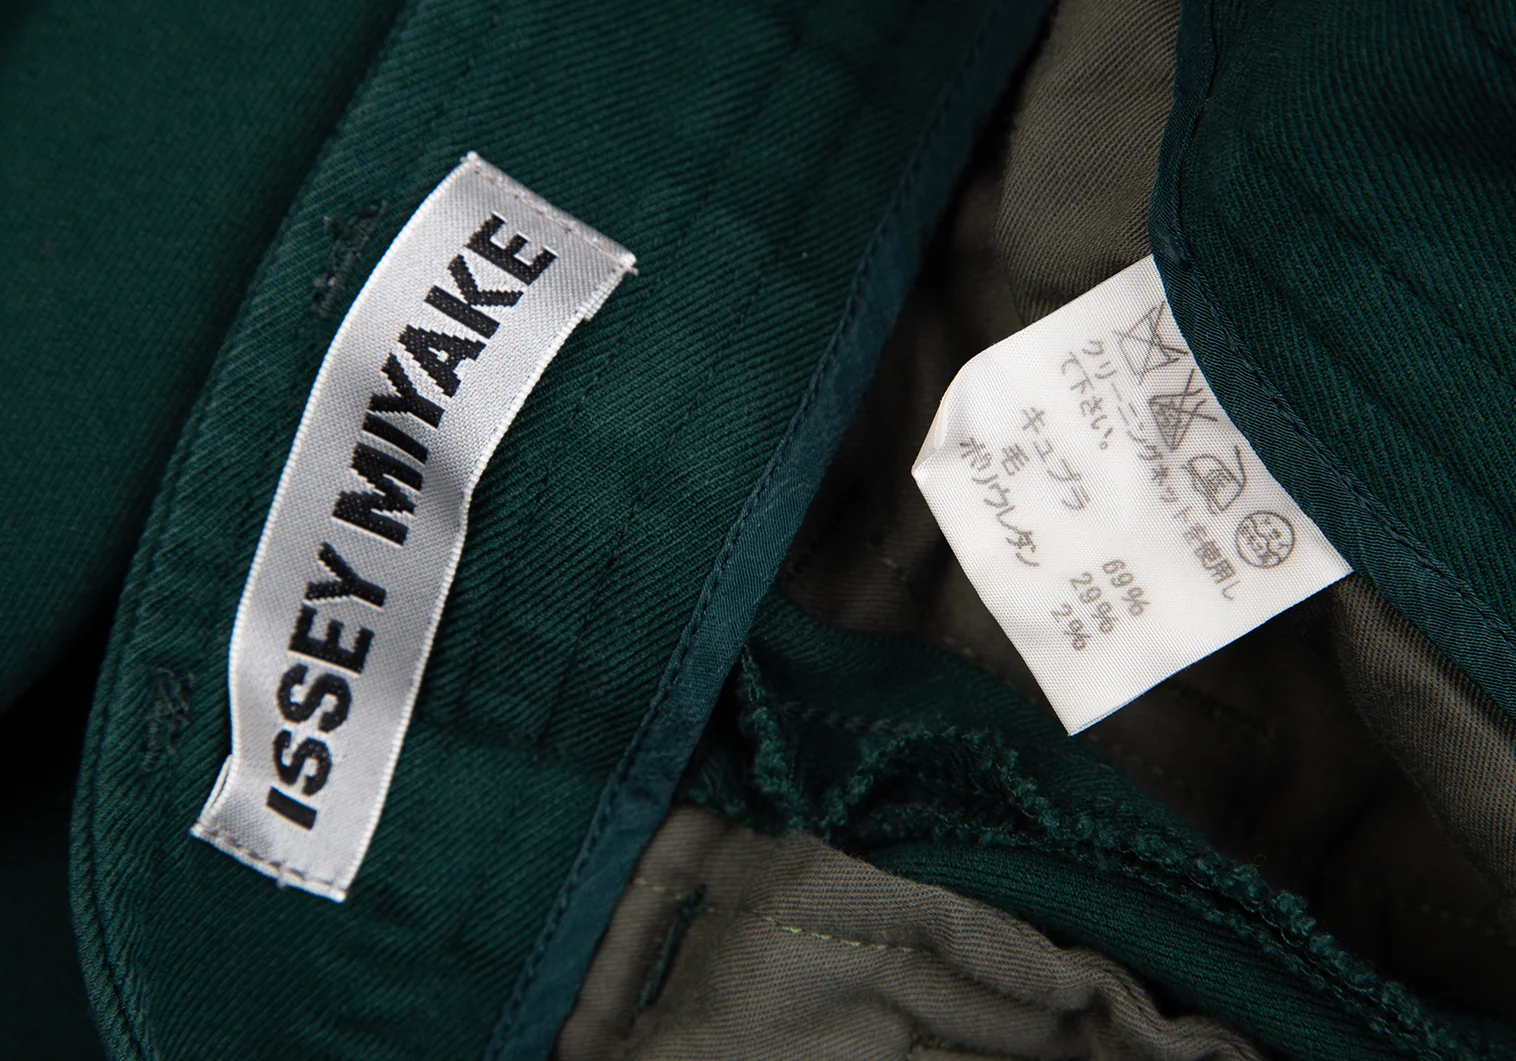 ISSEY MIYAKE
クリーニングネットを使用し
て下さい。
キュプラ 69%
毛 29%
ポリウレタン 2%